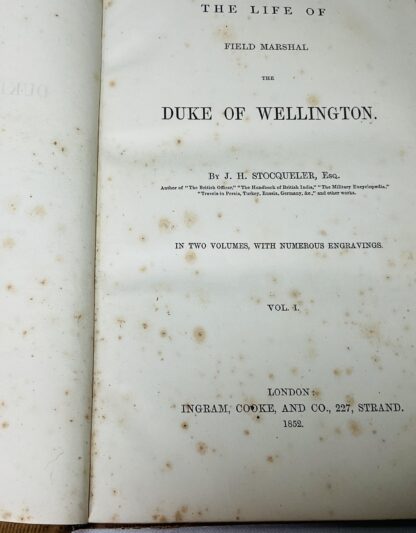 THE LIFE OF
FIELD MARSHAL
THE
DUKE OF WELLINGTON.
By J. H. STOCQUELER, Esq.
Author of "The British Officer," "The Handbook of British India," "The Military Encyclopædia,"
"Travels in Persia, Turkey, Russia, Germany, &c.," and other works.
IN TWO VOLUMES, WITH NUMEROUS ENGRAVINGS.
VOL. I.
LONDON:
INGRAM, COOKE, AND CO., 227, STRAND.
1852.